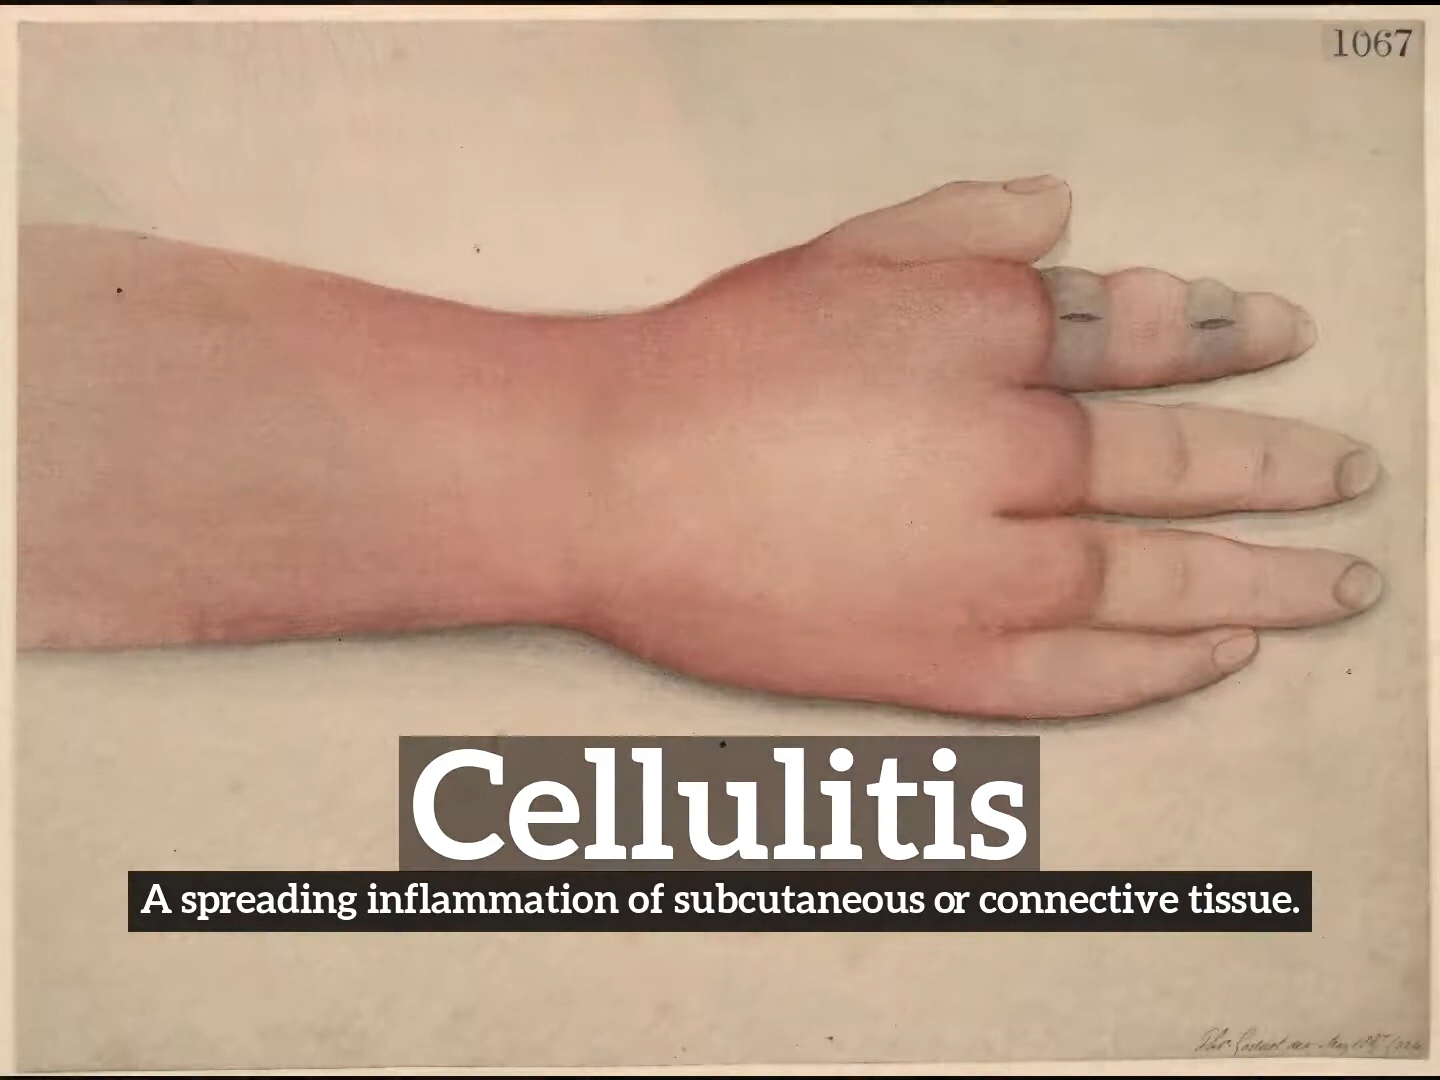 1067
Cellulitis
A spreading inflammation of subcutaneous or connective tissue.